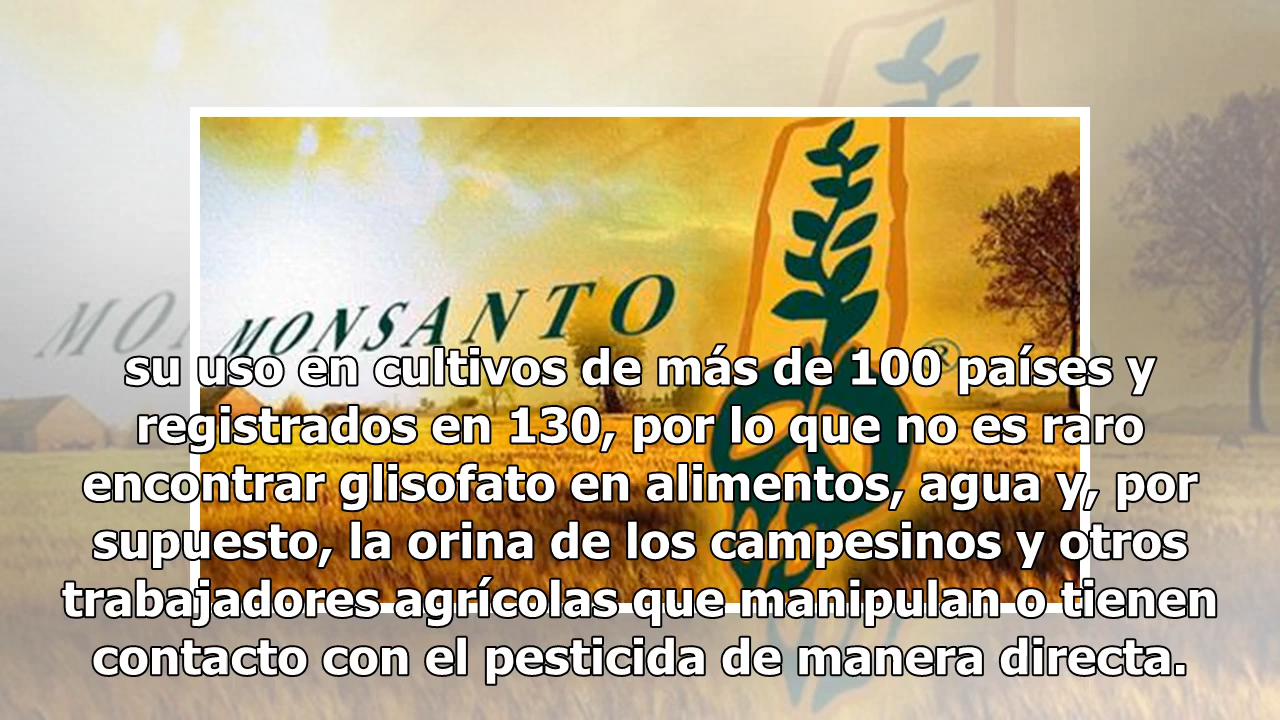 MON
MONSANTO
®
su uso en cultivos de más de 100 países y
registrados en 130, por lo que no es raro
encontrar glisofato en alimentos, agua y, por
supuesto, la orina de los campesinos y otros
trabajadores agrícolas que manipulan o tienen
contacto con el pesticida de manera directa.